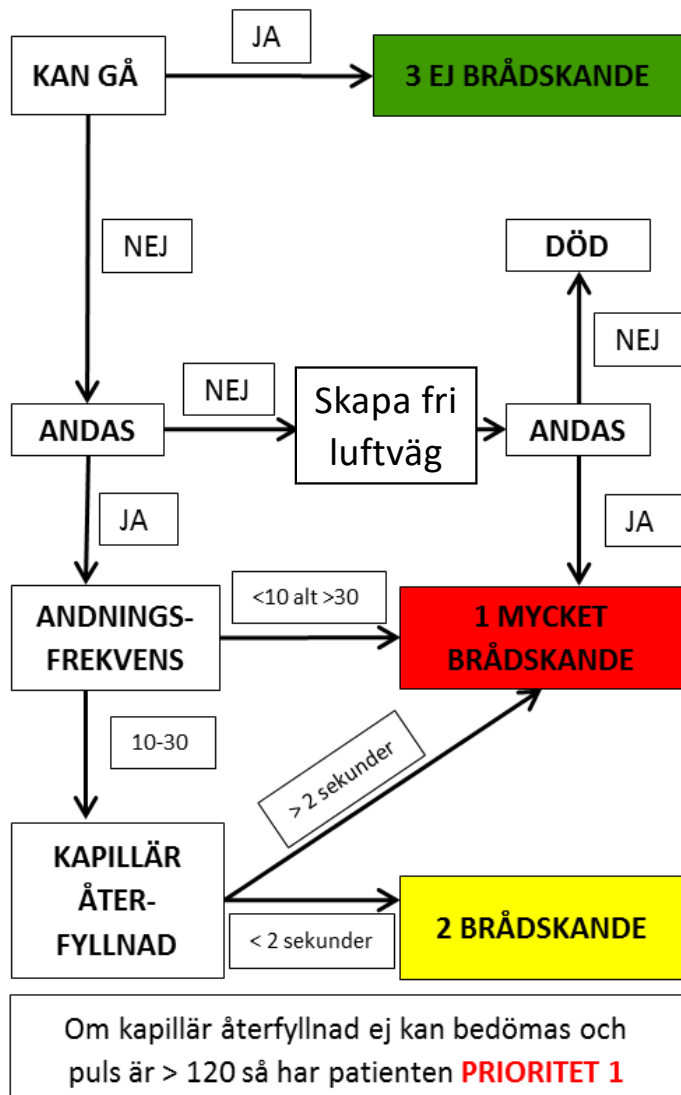 JA
KAN GÅ
3 EJ BRÅDSKANDE
NEJ
DÖD
NEJ
NEJ
Skapa fri
luftväg
ANDAS
ANDAS
JA
JA
<10 alt >30
ANDNINGS-
FREKVENS
1 MYCKET
BRÅDSKANDE
10-30
> 2 sekunder
KAPILLÄR
ÅTER-
FYLLNAD
< 2 sekunder
2 BRÅDSKANDE
Om kapillär återfyllnad ej kan bedömas och
puls är > 120 så har patienten PRIORITET 1